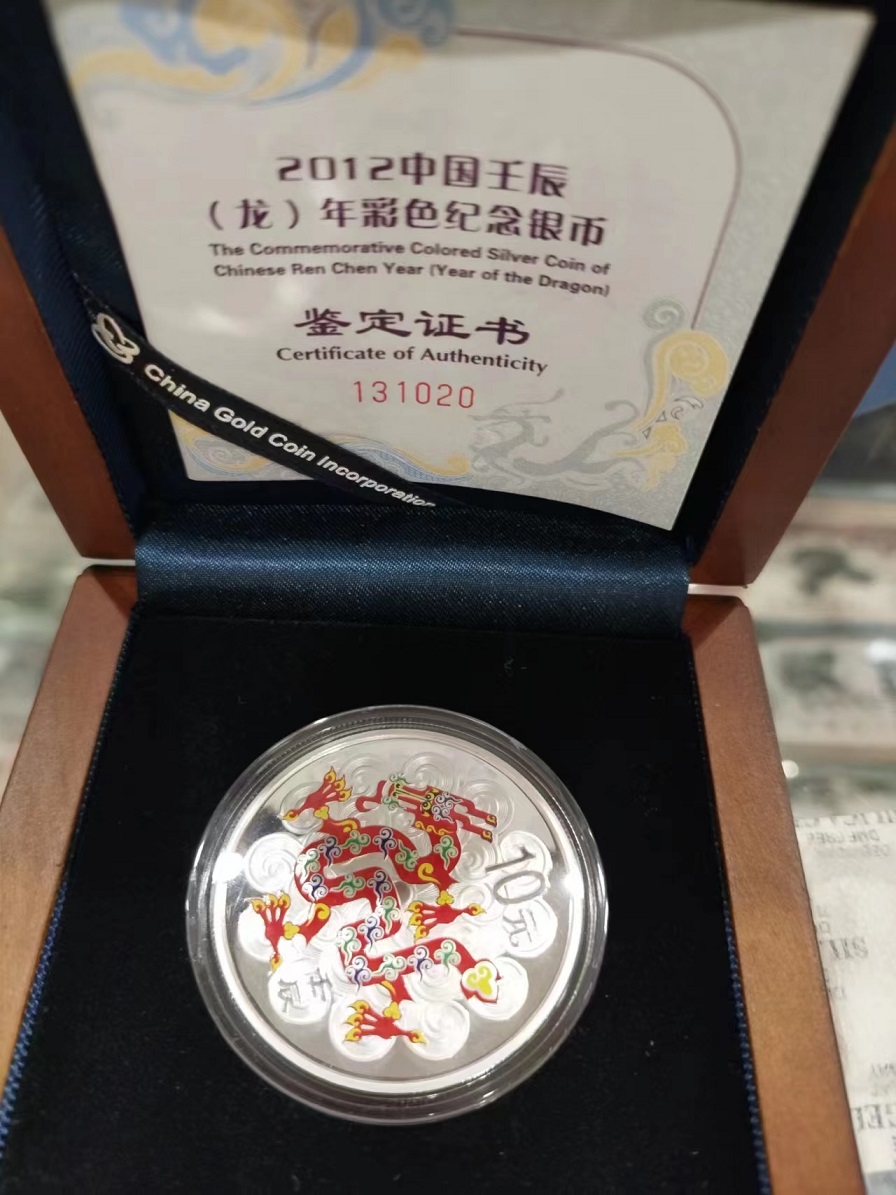 2012中国壬辰
（龙）年彩色纪念银币
The Commemorative Colored Silver Coin of
Chinese Ren Chen Year (Year of the Dragon)
鉴定证书
Certificate of Authenticity
131020
China Gold Coin Incorporation
10元
壬辰